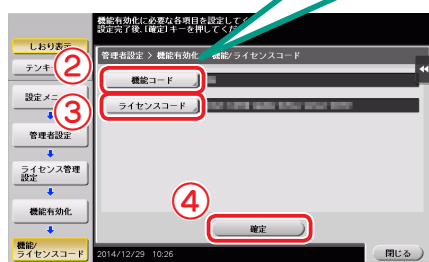 機能有効化に必要な各項目を設定して
設定完了後、[確定]キーを押してくだ
しおり表示
テンキー
管理者設定 > 機能有効化 機能/ライセンスコード
②
機能コード
設定メニ
③
ライセンスコード
管理者設定
ライセンス管理
設定
④
機能有効化
確定
機能/
ライセンスコード
2014/12/29 10:26
閉じる